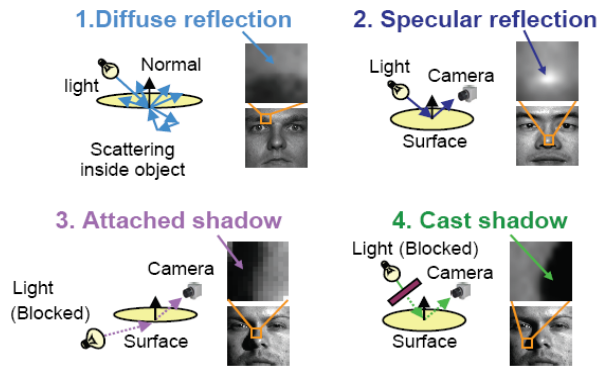 1.Diffuse reflection
Normal
light
Scattering
inside object
2. Specular reflection
Light
Camera
Surface
3. Attached shadow
Camera
Light
(Blocked)
Surface
4. Cast shadow
Light (Blocked)
Camera
Surface